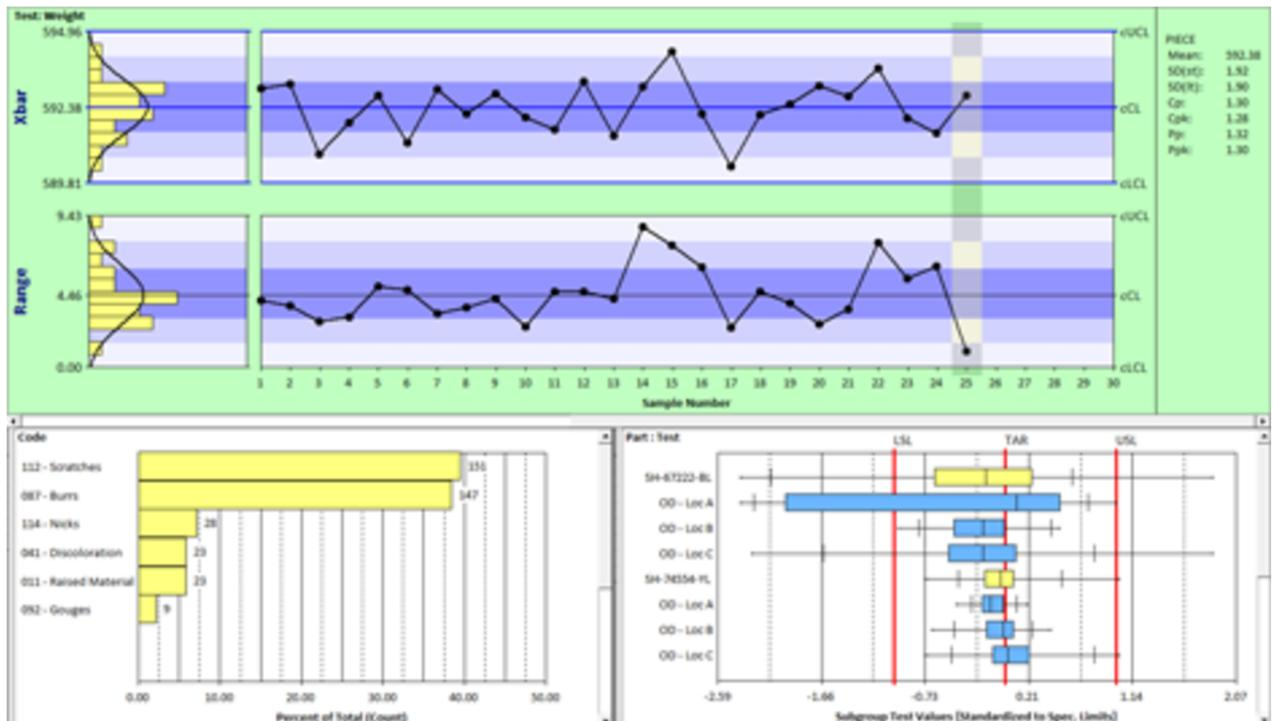 Test: Weight
594.96
592.38
589.81
Xbar
cUCL
cCL
cLCL
PIECE
Mean: 592.38
SD(st): 1.92
SD(lt): 1.90
Cp: 1.30
Cpk: 1.28
Pp: 1.32
Ppk: 1.30
9.43
4.46
0.00
Range
cUCL
cCL
cLCL
1 2 3 4 5 6 7 8 9 10 11 12 13 14 15 16 17 18 19 20 21 22 23 24 25 26 27 28 29 30
Sample Number
Code
112 - Scratches 151
087 - Burrs 147
114 - Nicks 28
041 - Discoloration 23
011 - Raised Material 23
092 - Gouges 9
0.00 10.00 20.00 30.00 40.00 50.00
Percent of Total (Count)
Part : Test
LSL TAR USL
SH-67222-BL
OD - Loc A
OD - Loc B
OD - Loc C
SH-74554-YL
OD - Loc A
OD - Loc B
OD - Loc C
-2.59 -1.66 -0.73 0.21 1.14 2.07
Subgroup Test Values [Standardized to Spec. Limits]